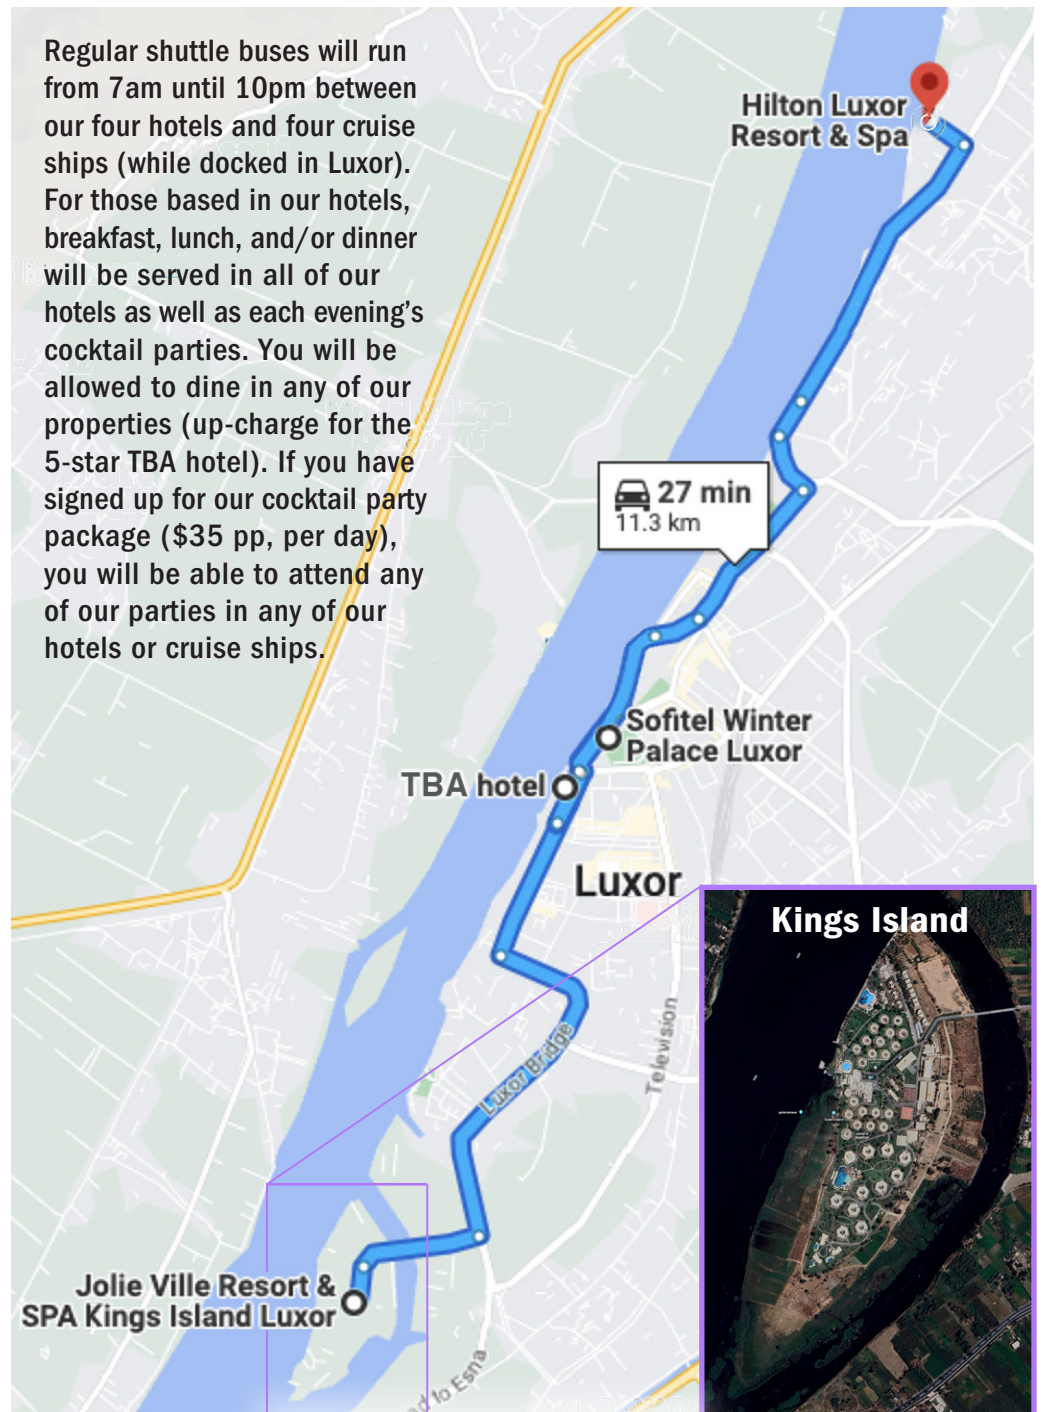 Regular shuttle buses will run
from 7am until 10pm between
our four hotels and four cruise
ships (while docked in Luxor).
For those based in our hotels,
breakfast, lunch, and/or dinner
will be served in all of our
hotels as well as each evening’s
cocktail parties. You will be
allowed to dine in any of our
properties (up-charge for the
5-star TBA hotel). If you have
signed up for our cocktail party
package ($35 pp, per day),
you will be able to attend any
of our parties in any of our
hotels or cruise ships.
Hilton Luxor
Resort & Spa
27 min
11.3 km
Sofitel Winter
Palace Luxor
TBA hotel
Luxor
Kings Island
Television
Luxor Bridge
Jolie Ville Resort &
SPA Kings Island Luxor
to Esna